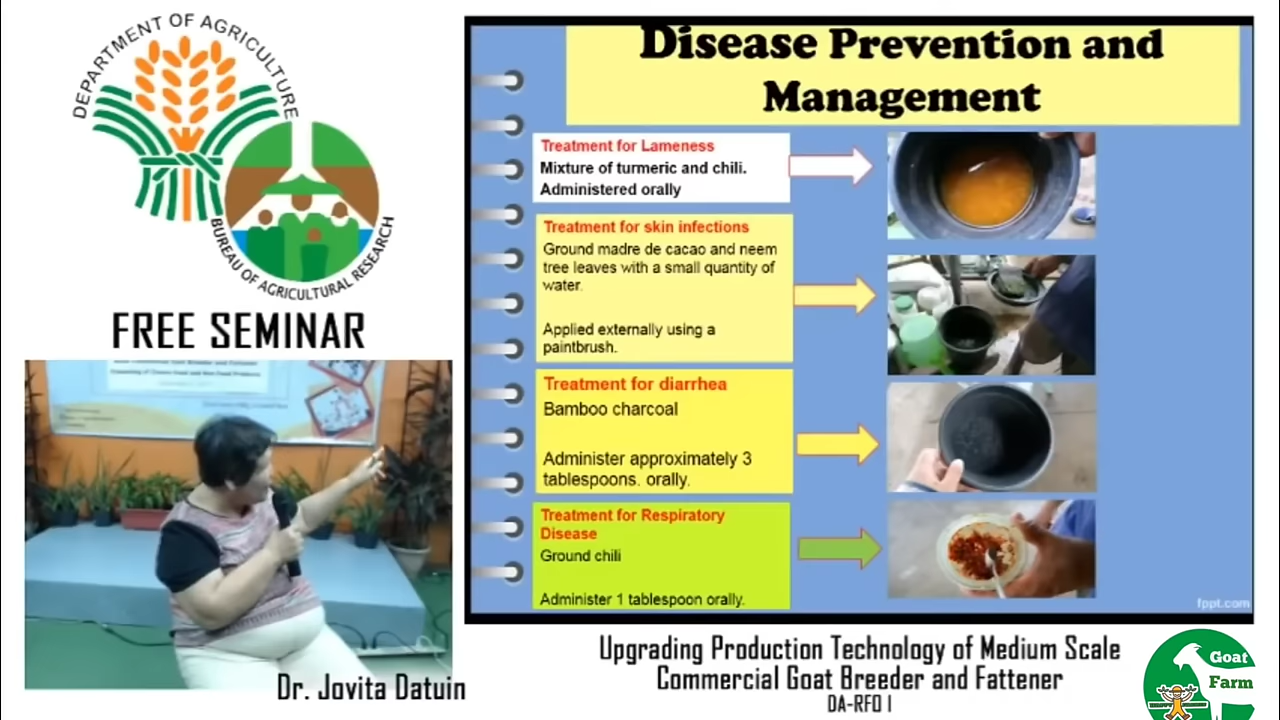 DEPARTMENT OF AGRICULTURE
BUREAU OF AGRICULTURAL RESEARCH
FREE SEMINAR
Dr. Jovita Datuin
Disease Prevention and
Management
Treatment for Lameness
Mixture of turmeric and chili.
Administered orally
Treatment for skin infections
Ground madre de cacao and neem
tree leaves with a small quantity of
water.
Applied externally using a
paintbrush.
Treatment for diarrhea
Bamboo charcoal
Administer approximately 3
tablespoons. orally.
Treatment for Respiratory
Disease
Ground chili
Administer 1 tablespoon orally.
fppt.com
Upgrading Production Technology of Medium Scale
Commercial Goat Breeder and Fattener
DA-RFO I
Goat
Farm